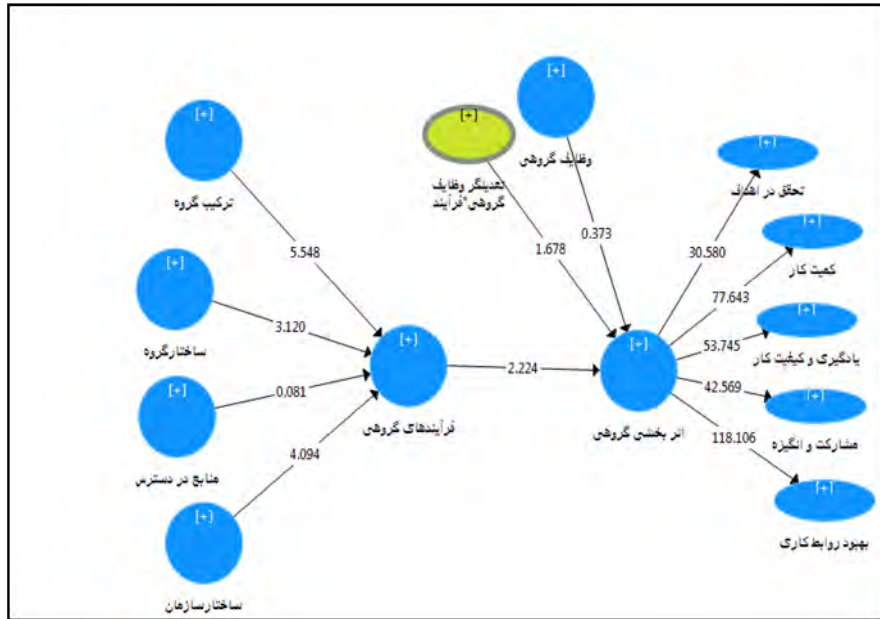 [+]
[+]
[+]
ترکیب گروه
وظایف گروهی
تعدیلگر وظایف
گروهی*فرآیند
[+]
تحقق در اهداف
5.548
1.678
0.373
30.580
[+]
کمیت کار
77.643
[+]
ساختارگروه
3.120
[+]
فرآیندهای گروهی
2.224
[+]
اثر بخشی گروهی
53.745
[+]
یادگیری و کیفیت کار
0.081
[+]
منابع در دسترس
42.569
[+]
مشارکت و انگیزه
4.094
118.106
[+]
بهبود روابط کاری
[+]
ساختارسازمان